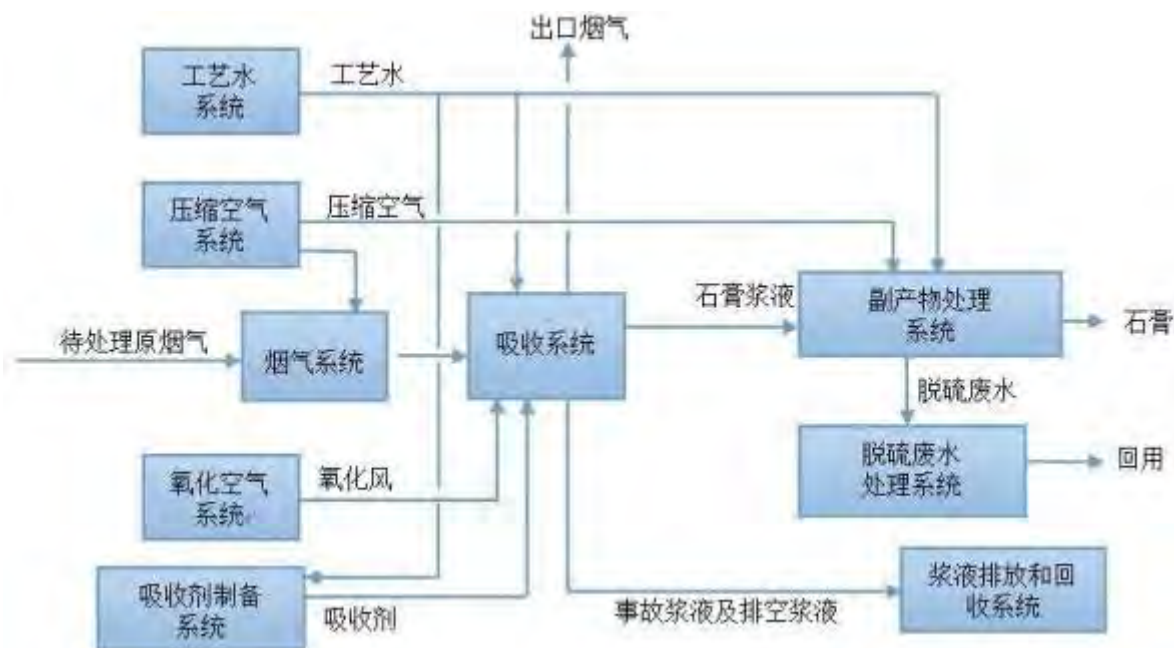 出口烟气
工艺水
系统
工艺水
压缩空气
系统
压缩空气
待处理原烟气
烟气系统
吸收系统
石膏浆液
副产物处理
系统
石膏
脱硫废水
脱硫废水
处理系统
回用
氧化空气
系统
氧化风
吸收剂制备
系统
吸收剂
事故浆液及排空浆液
浆液排放和回
收系统